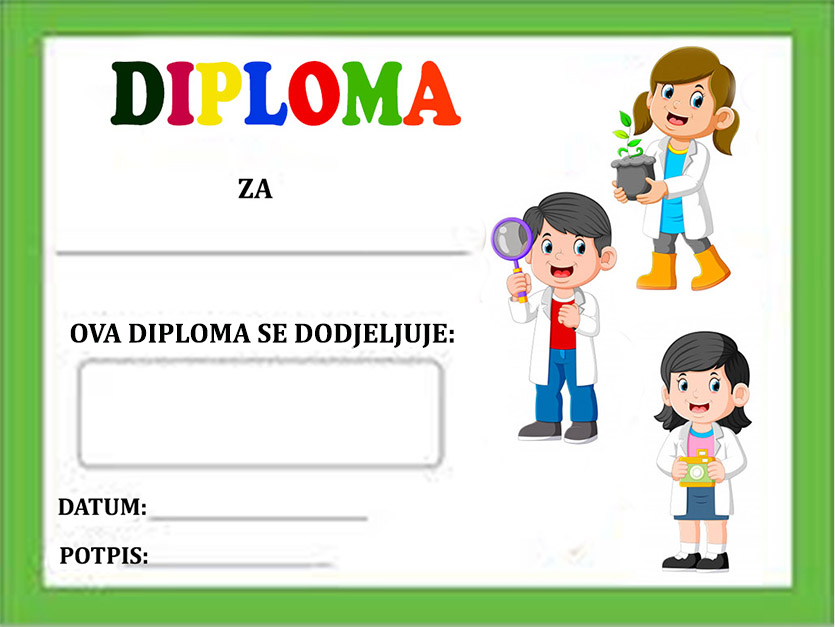 DIPLOMA
ZA
OVA DIPLOMA SE DODJELJUJE:
DATUM:
POTPIS: